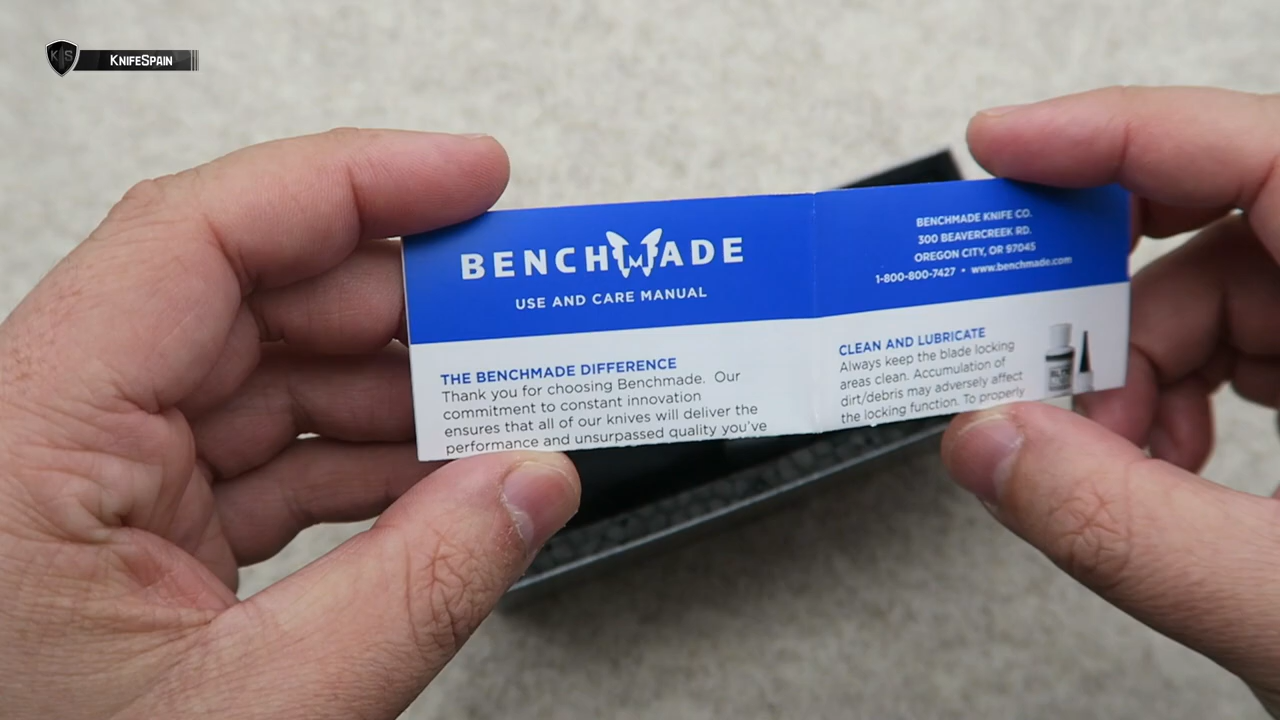 KS
KNIFESPAIN
BENCHMADE
USE AND CARE MANUAL
THE BENCHMADE DIFFERENCE
Thank you for choosing Benchmade. Our
commitment to constant innovation
ensures that all of our knives will deliver the
performance and unsurpassed quality you've
BENCHMADE KNIFE CO.
300 BEAVERCREEK RD.
OREGON CITY, OR 97045
1-800-800-7427 • www.benchmade.com
CLEAN AND LUBRICATE
Always keep the blade locking
areas clean. Accumulation of
dirt/debris may adversely affect
the locking function. To properly